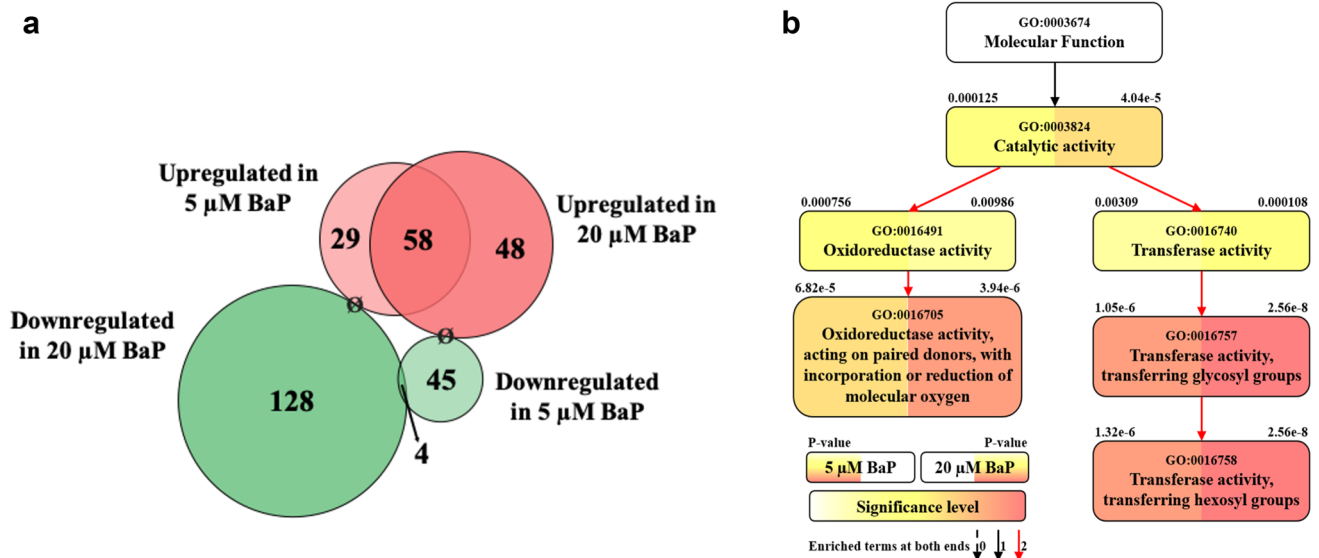 a
Upregulated in
5 µM BaP
29
58
48
Upregulated in
20 µM BaP
Ø
Ø
Downregulated
in 20 µM BaP
128
45
Downregulated
in 5 µM BaP
4
b
GO:0003674
Molecular Function
0.000125 4.04e-5
GO:0003824
Catalytic activity
0.000756 0.00986
GO:0016491
Oxidoreductase activity
0.00309 0.000108
GO:0016740
Transferase activity
6.82e-5 3.94e-6
GO:0016705
Oxidoreductase activity,
acting on paired donors, with
incorporation or reduction of
molecular oxygen
1.05e-6 2.56e-8
GO:0016757
Transferase activity,
transferring glycosyl groups
1.32e-6 2.56e-8
GO:0016758
Transferase activity,
transferring hexosyl groups
P-value P-value
5 µM BaP 20 µM BaP
Significance level
Enriched terms at both ends 0 1 2